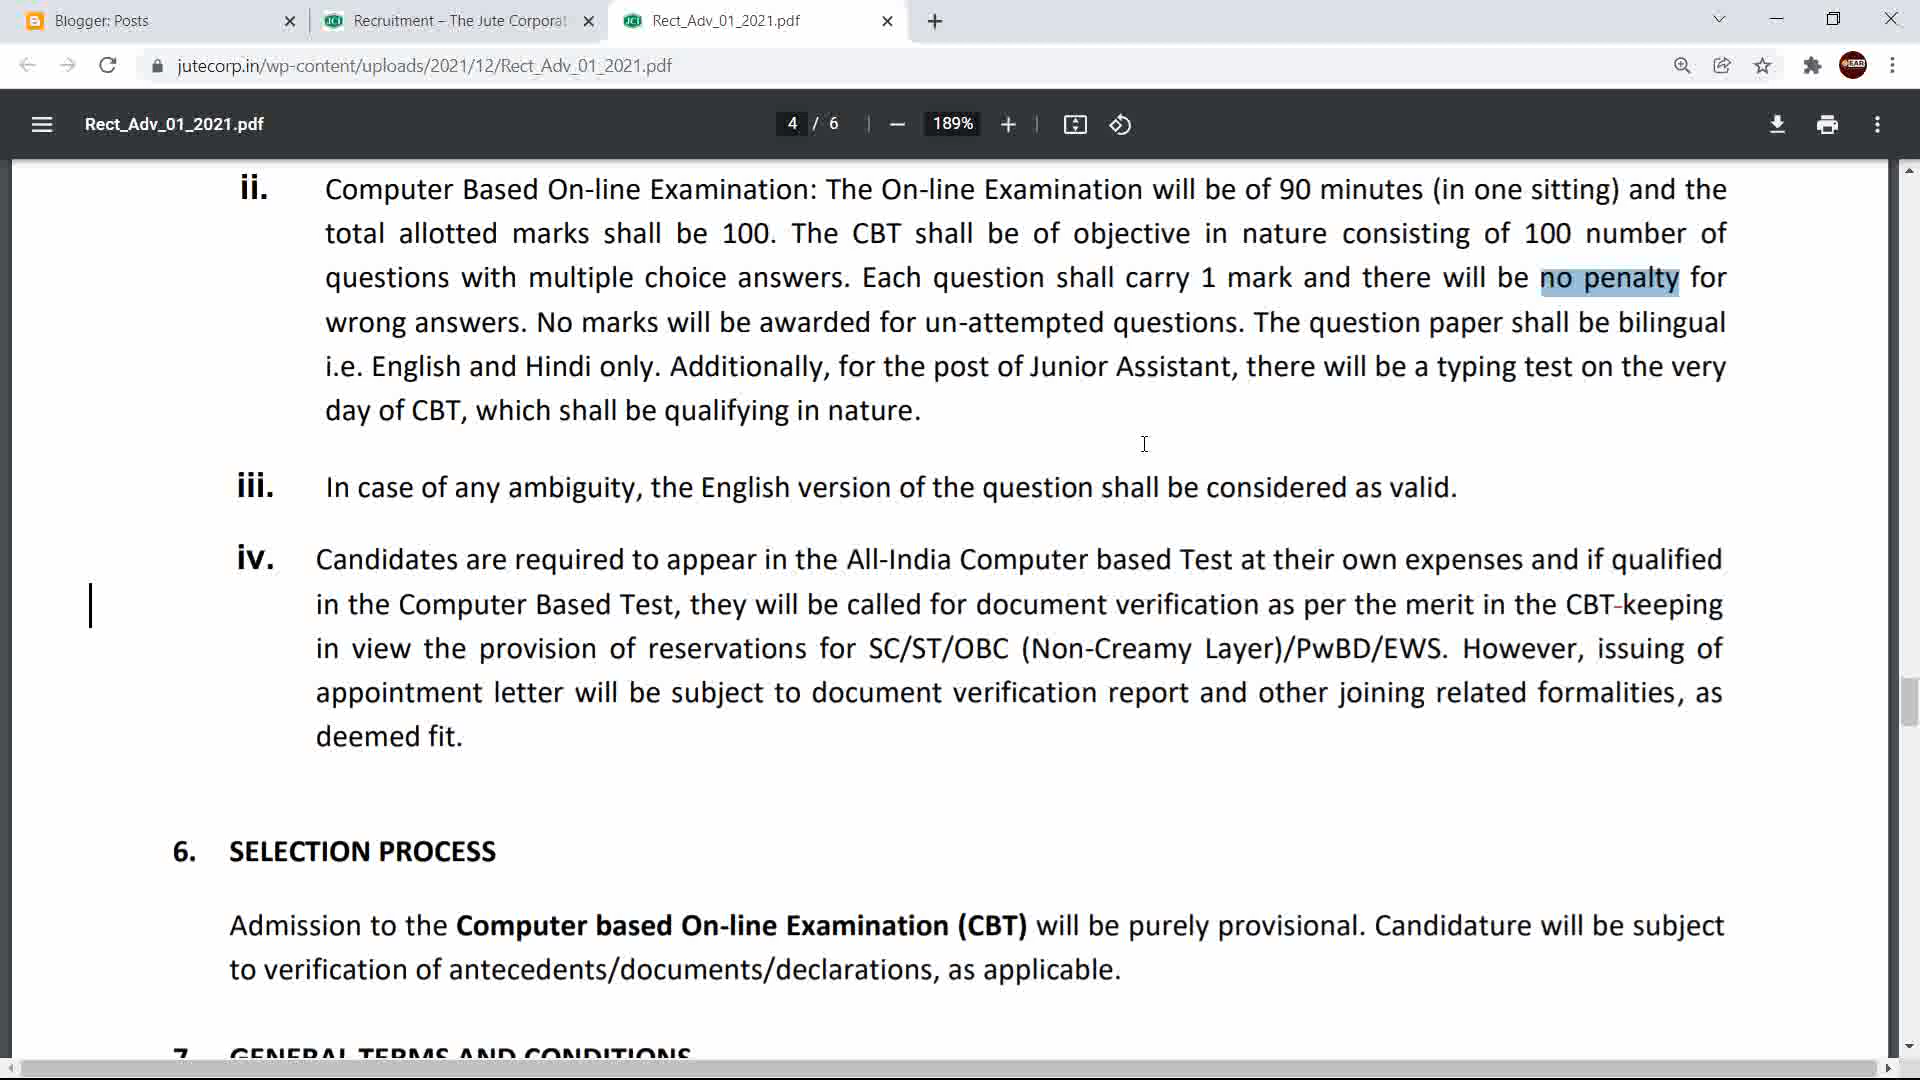 Blogger: Posts
Recruitment – The Jute Corporat
Rect_Adv_01_2021.pdf
jutecorp.in/wp-content/uploads/2021/12/Rect_Adv_01_2021.pdf
Rect_Adv_01_2021.pdf
4 / 6
189%
ii. Computer Based On-line Examination: The On-line Examination will be of 90 minutes (in one sitting) and the
total allotted marks shall be 100. The CBT shall be of objective in nature consisting of 100 number of
questions with multiple choice answers. Each question shall carry 1 mark and there will be no penalty for
wrong answers. No marks will be awarded for un-attempted questions. The question paper shall be bilingual
i.e. English and Hindi only. Additionally, for the post of Junior Assistant, there will be a typing test on the very
day of CBT, which shall be qualifying in nature.
iii. In case of any ambiguity, the English version of the question shall be considered as valid.
iv. Candidates are required to appear in the All-India Computer based Test at their own expenses and if qualified
in the Computer Based Test, they will be called for document verification as per the merit in the CBT-keeping
in view the provision of reservations for SC/ST/OBC (Non-Creamy Layer)/PwBD/EWS. However, issuing of
appointment letter will be subject to document verification report and other joining related formalities, as
deemed fit.
6. SELECTION PROCESS
Admission to the Computer based On-line Examination (CBT) will be purely provisional. Candidature will be subject
to verification of antecedents/documents/declarations, as applicable.
7. GENERAL TERMS AND CONDITIONS